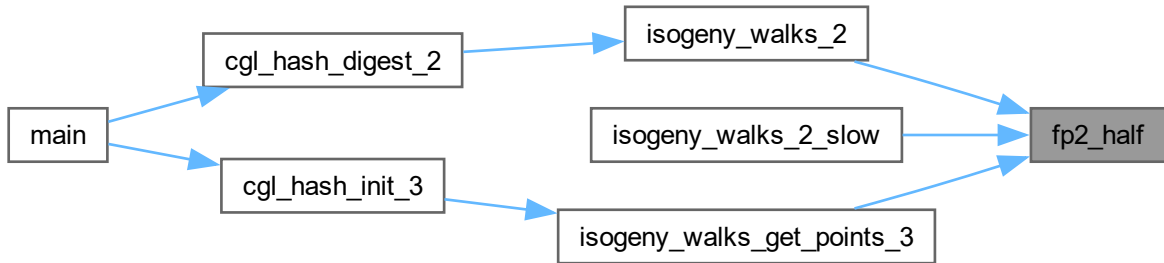 main
cgl_hash_digest_2
cgl_hash_init_3
isogeny_walks_2
isogeny_walks_2_slow
isogeny_walks_get_points_3
fp2_half